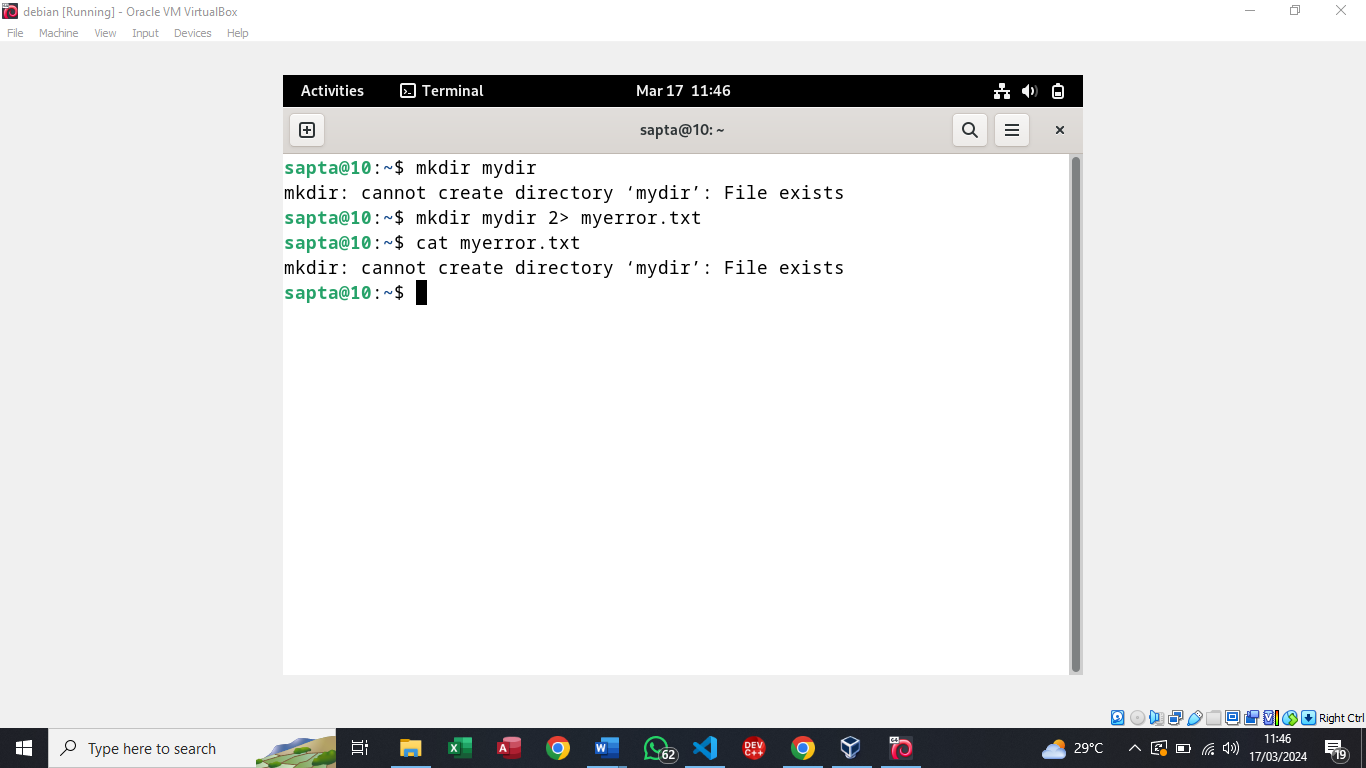 debian [Running] - Oracle VM VirtualBox
File Machine View Input Devices Help
Activities Terminal Mar 17 11:46
sapta@10: ~
sapta@10:~$ mkdir mydir
mkdir: cannot create directory ‘mydir’: File exists
sapta@10:~$ mkdir mydir 2> myerror.txt
sapta@10:~$ cat myerror.txt
mkdir: cannot create directory ‘mydir’: File exists
sapta@10:~$
Right Ctrl
Type here to search
X
A
W
62
DEV
C++
64
29°C
11:46
17/03/2024
19